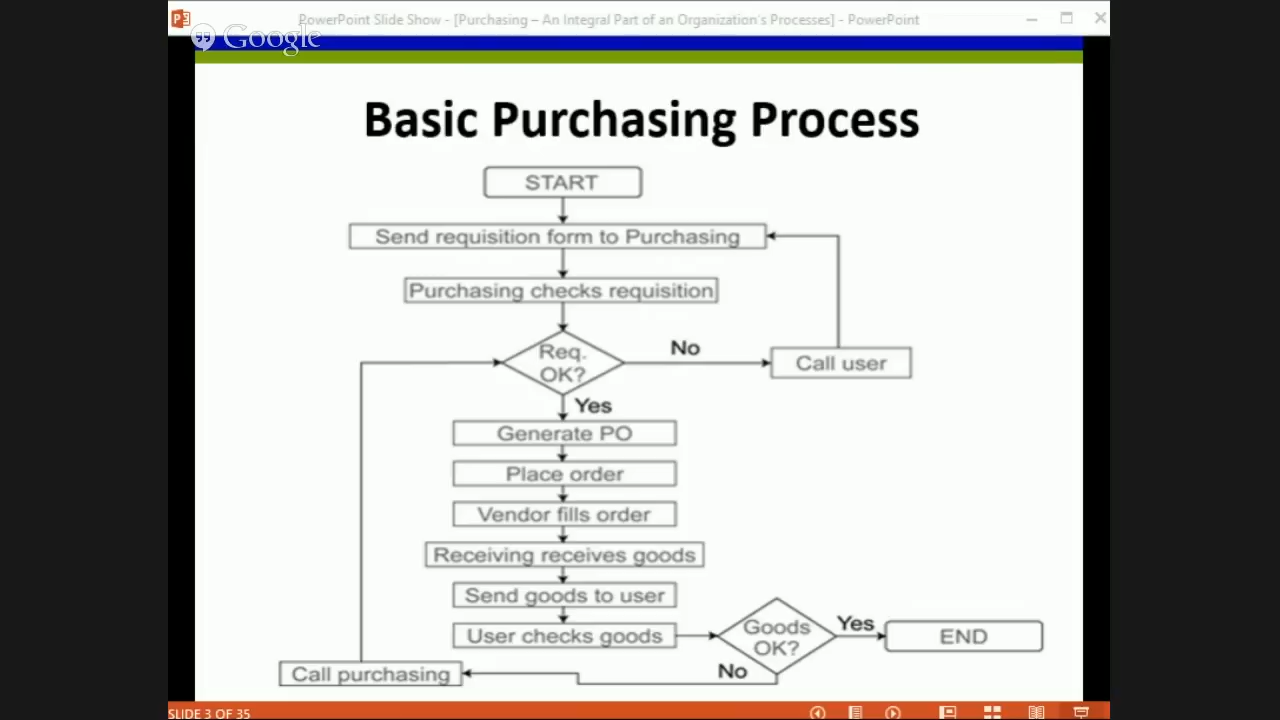 PowerPoint Slide Show - [Purchasing – An Integral Part of an Organization's Processes] - PowerPoint
Google
Basic Purchasing Process
START
Send requisition form to Purchasing
Purchasing checks requisition
Req.
OK?
No
Call user
Yes
Generate PO
Place order
Vendor fills order
Receiving receives goods
Send goods to user
User checks goods
Goods
OK?
Yes
END
No
Call purchasing
SLIDE 3 OF 35